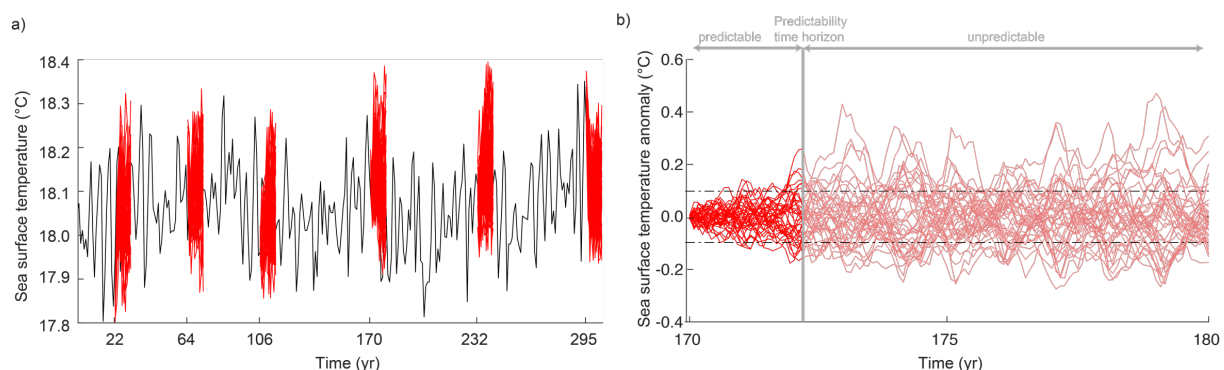 a)
Sea surface temperature (°C)
18.4
18.3
18.2
18.1
18.0
17.9
17.8
22
64
106
170
232
295
Time (yr)
b)
Predictability
time horizon
predictable
unpredictable
Sea surface temperature anomaly (°C)
0.6
0.4
0.2
0.0
-0.2
-0.4
170
175
180
Time (yr)